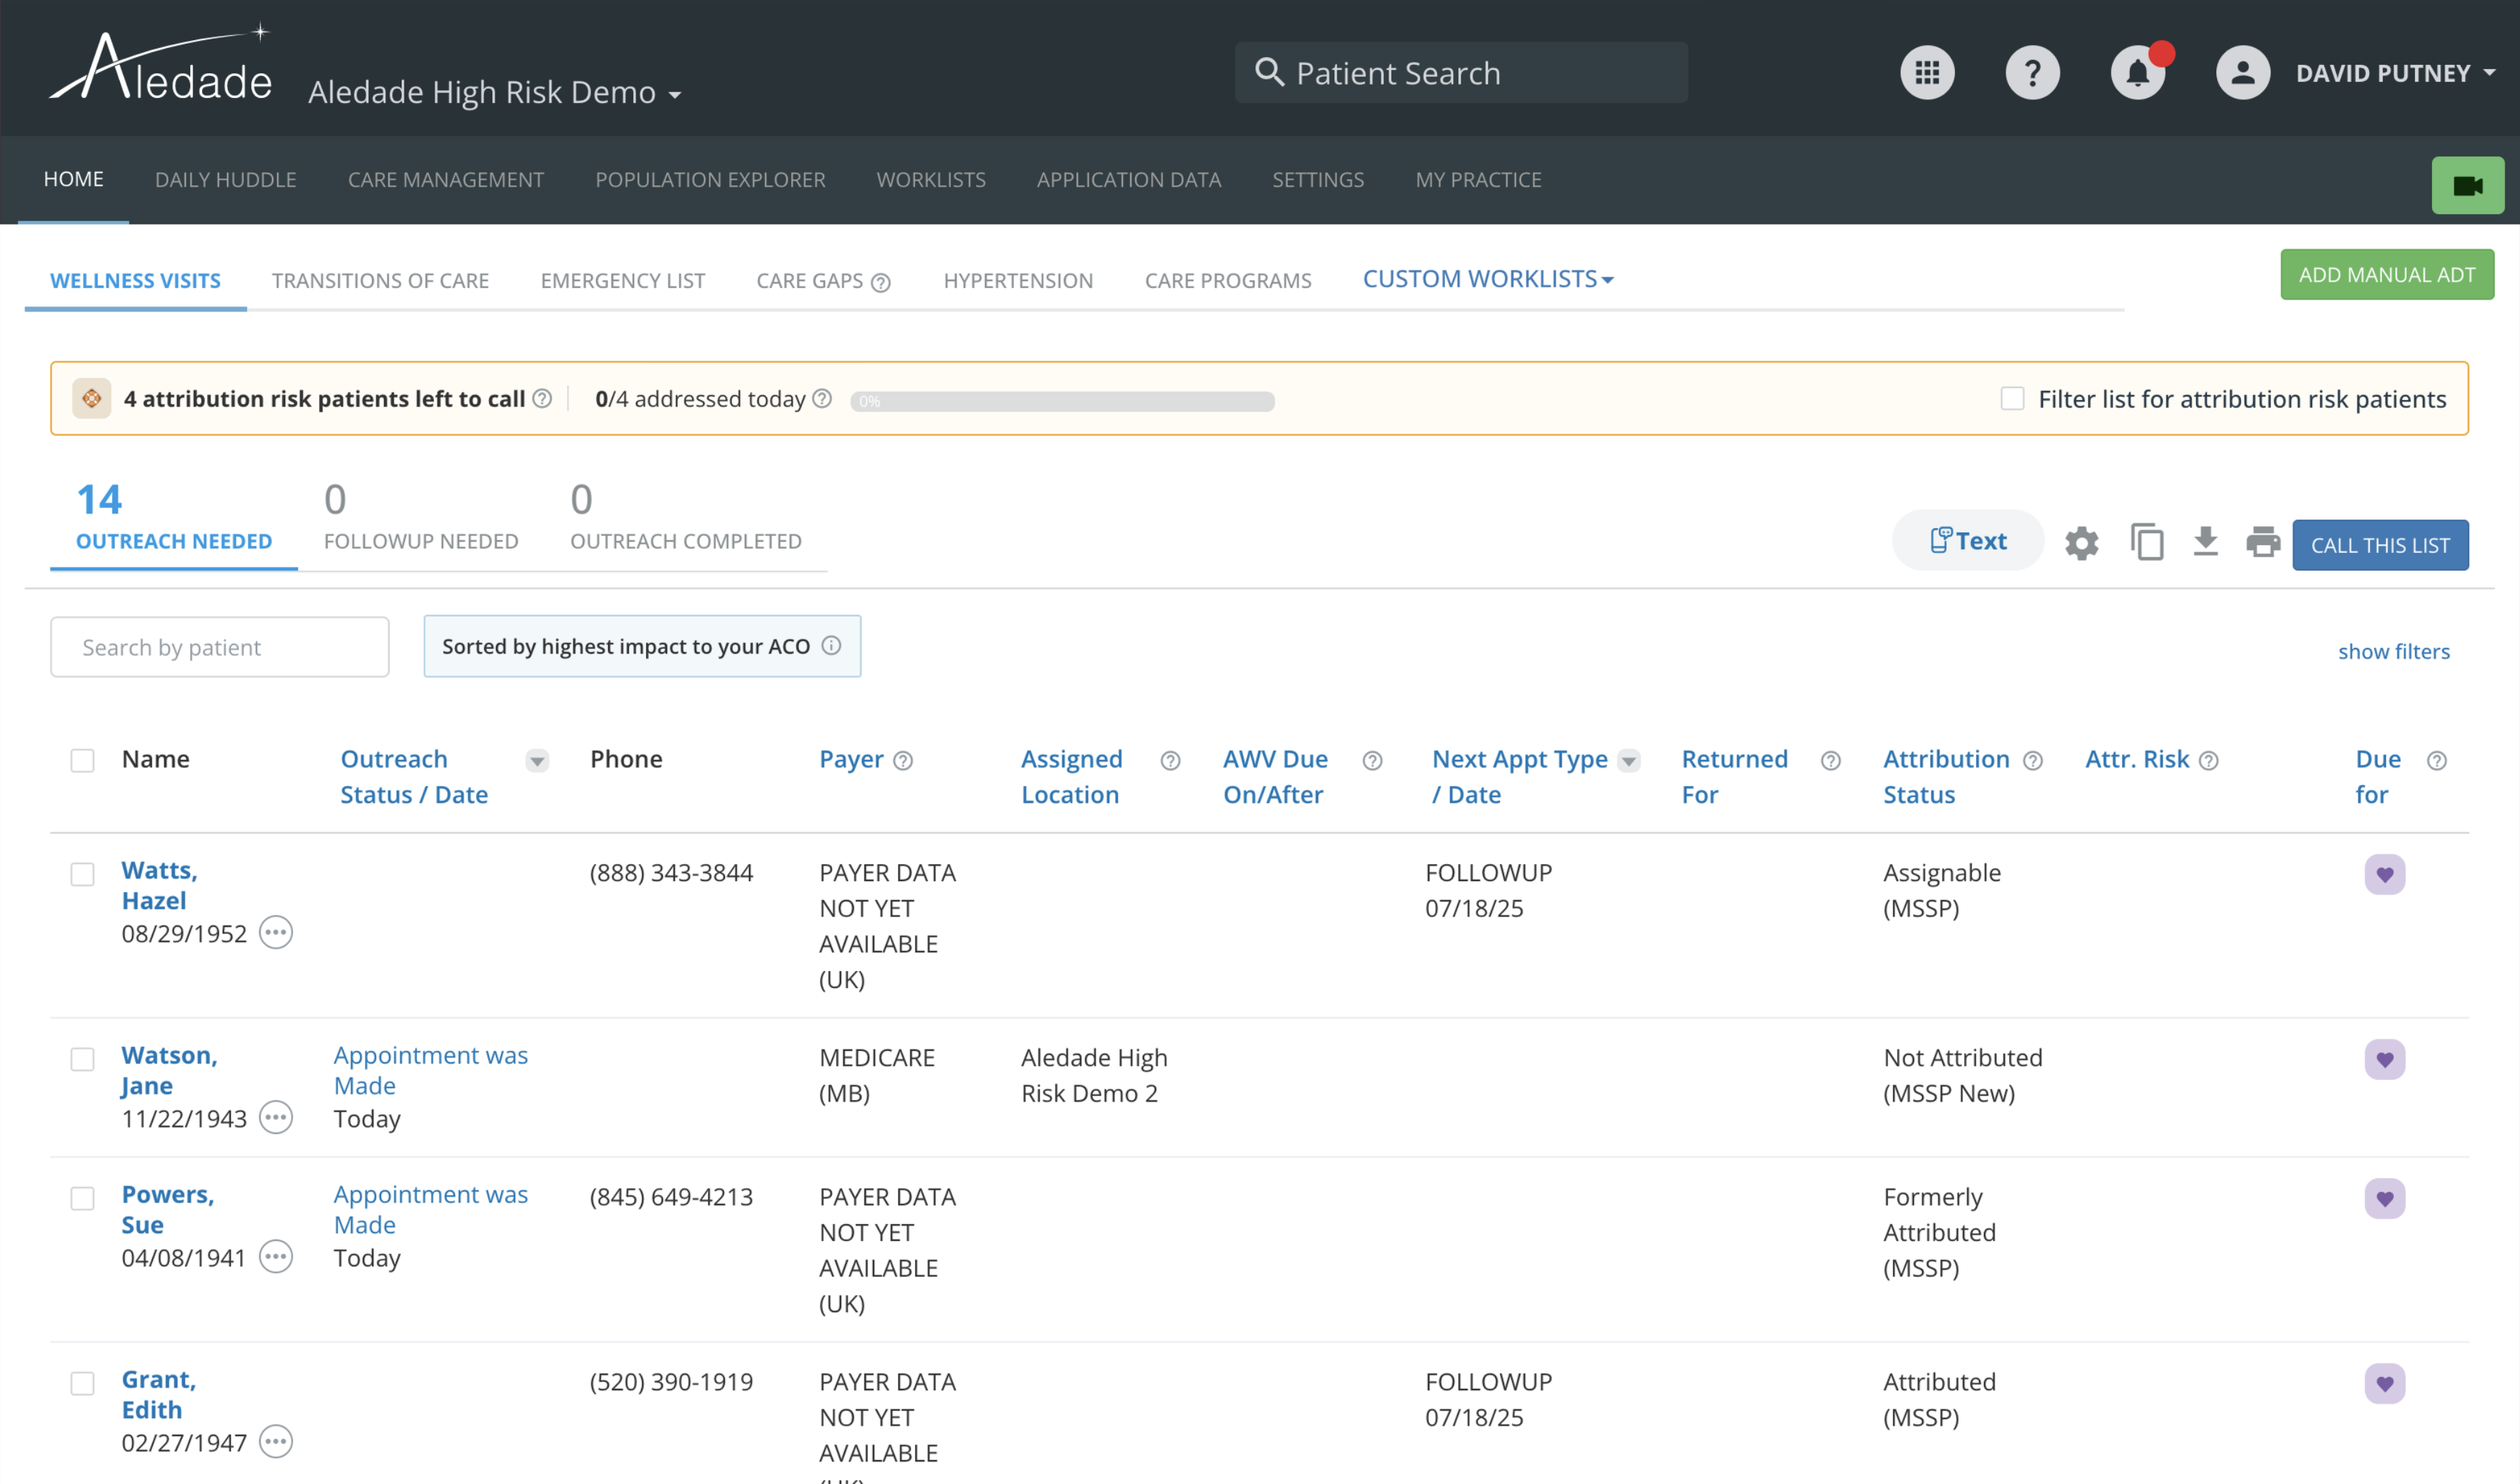 Aledade
Aledade High Risk Demo
Patient Search
DAVID PUTNEY
HOME DAILY HUDDLE CARE MANAGEMENT POPULATION EXPLORER WORKLISTS APPLICATION DATA SETTINGS MY PRACTICE
WELLNESS VISITS TRANSITIONS OF CARE EMERGENCY LIST CARE GAPS HYPERTENSION CARE PROGRAMS CUSTOM WORKLISTS
ADD MANUAL ADT
4 attribution risk patients left to call 0/4 addressed today 0% Filter list for attribution risk patients
14 0 0
OUTREACH NEEDED FOLLOWUP NEEDED OUTREACH COMPLETED
Text
CALL THIS LIST
Search by patient
Sorted by highest impact to your ACO
show filters
Name Outreach Phone Payer Assigned AWV Due Next Appt Type Returned Attribution Attr. Risk Due
Status / Date Location On/After / Date For Status for
Watts, (888) 343-3844 PAYER DATA FOLLOWUP Assignable
Hazel NOT YET 07/18/25 (MSSP)
08/29/1952 AVAILABLE
(UK)
Watson, Appointment was MEDICARE Aledade High Not Attributed
Jane Made (MB) Risk Demo 2 (MSSP New)
11/22/1943 Today
Powers, Appointment was (845) 649-4213 PAYER DATA Formerly
Sue Made NOT YET Attributed
04/08/1941 Today AVAILABLE (MSSP)
(UK)
Grant, (520) 390-1919 PAYER DATA FOLLOWUP Attributed
Edith NOT YET 07/18/25 (MSSP)
02/27/1947 AVAILABLE